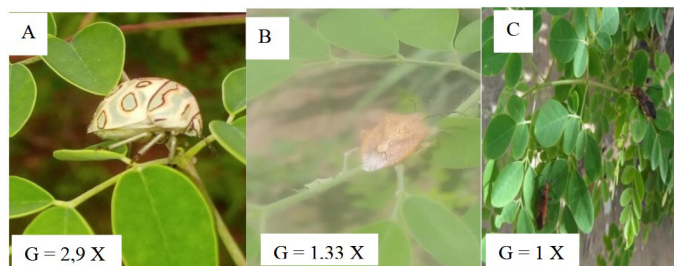 A
B
C
G = 2,9 X
G = 1.33 X
G = 1 X